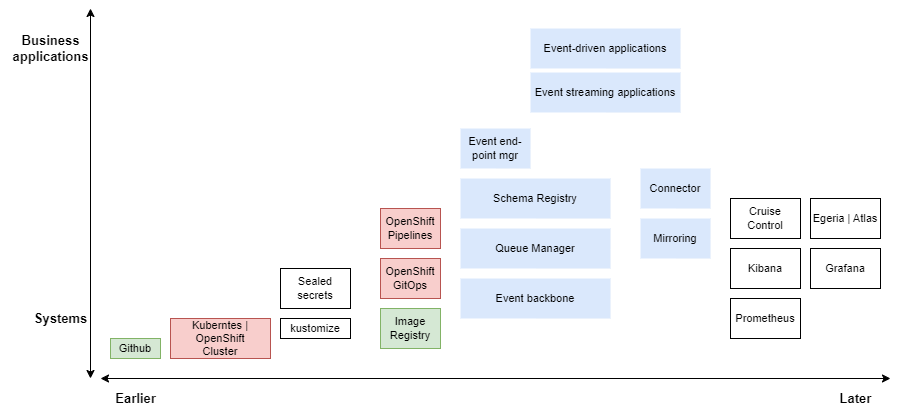 Business
applications
Event-driven applications
Event streaming applications
Event end-
point mgr
Schema Registry
Connector
Cruise
Control
Egeria | Atlas
OpenShift
Pipelines
Queue Manager
Mirroring
Kibana
Grafana
Sealed
secrets
OpenShift
GitOps
Event backbone
Systems
Prometheus
Github
Kuberntes |
OpenShift
Cluster
kustomize
Image
Registry
Earlier
Later